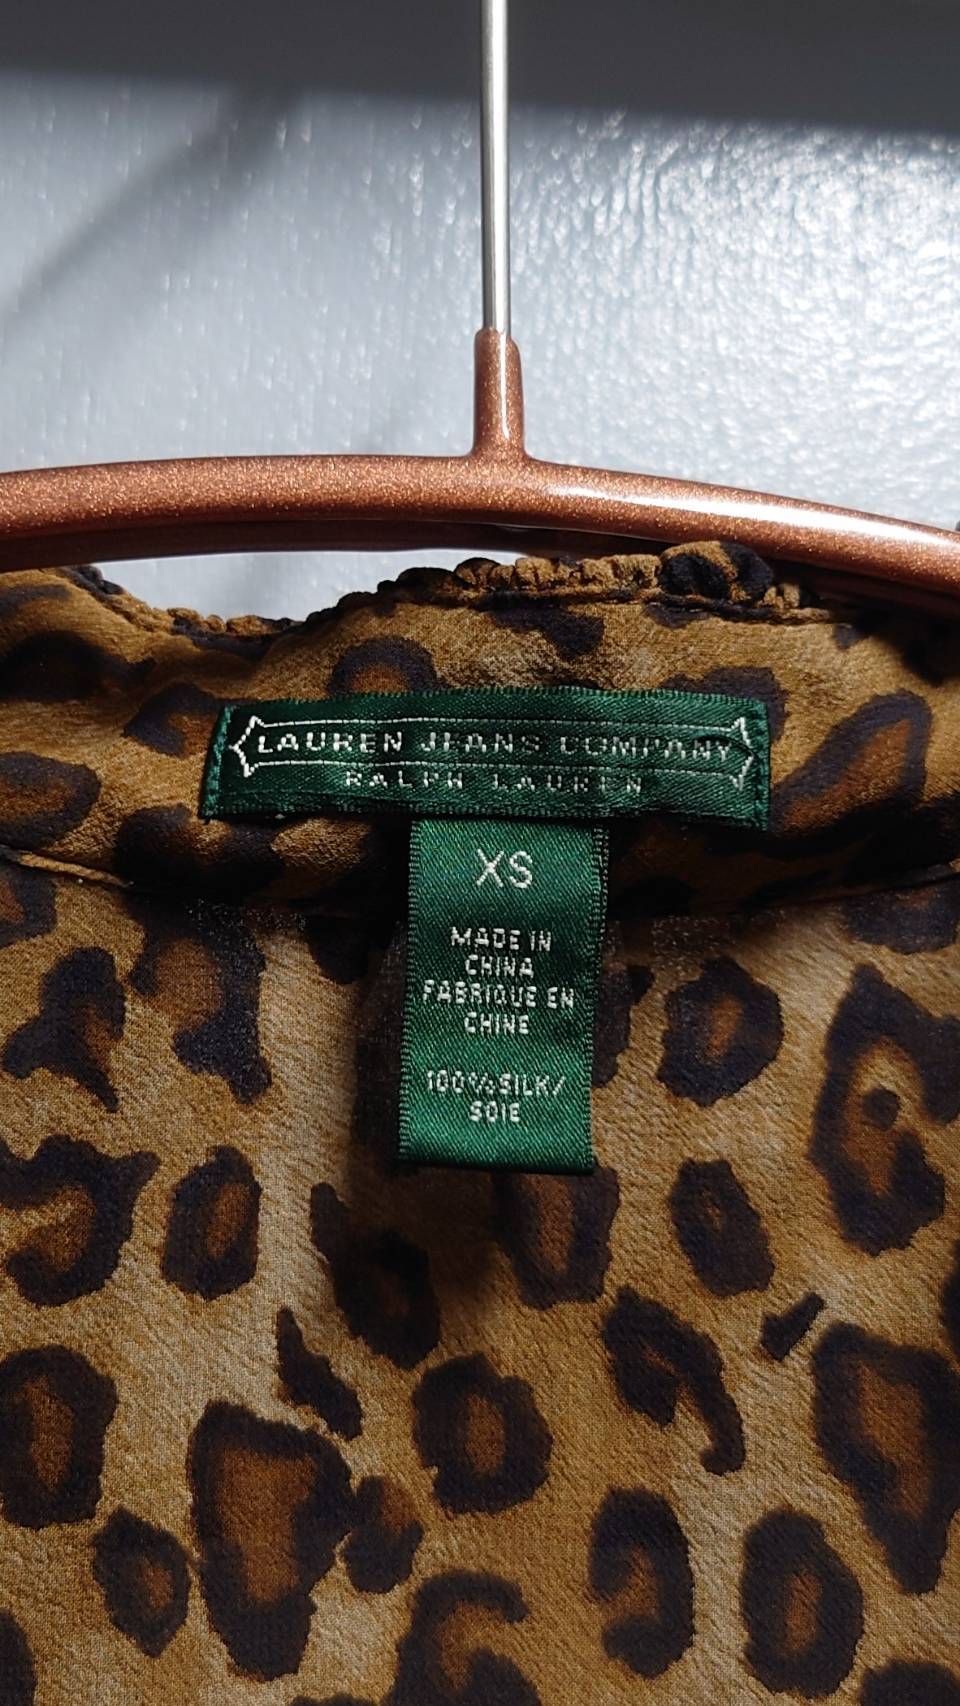 LAUREN JEANS COMPANY
RALPH LAUREN
XS
MADE IN
CHINA
FABRIQUE EN
CHINE
100% SILK/
SOIE